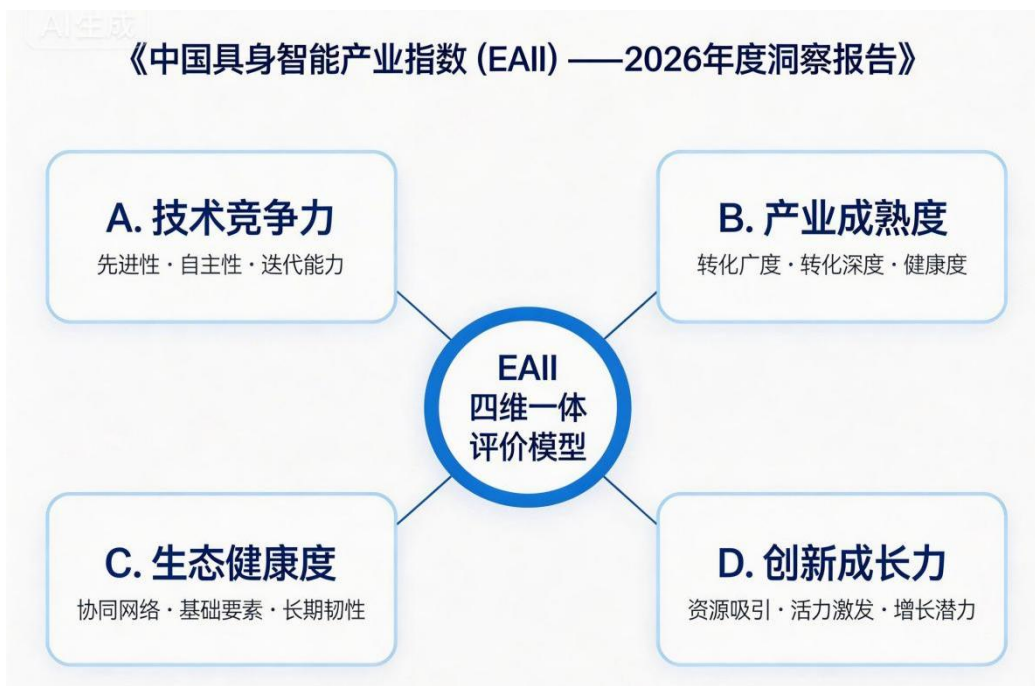 AI生成
《中国具身智能产业指数 (EAII) ——2026年度洞察报告》
A. 技术竞争力
先进性 · 自主性 · 迭代能力
B. 产业成熟度
转化广度 · 转化深度 · 健康度
EAII
四维一体
评价模型
C. 生态健康度
协同网络 · 基础要素 · 长期韧性
D. 创新成长力
资源吸引 · 活力激发 · 增长潜力